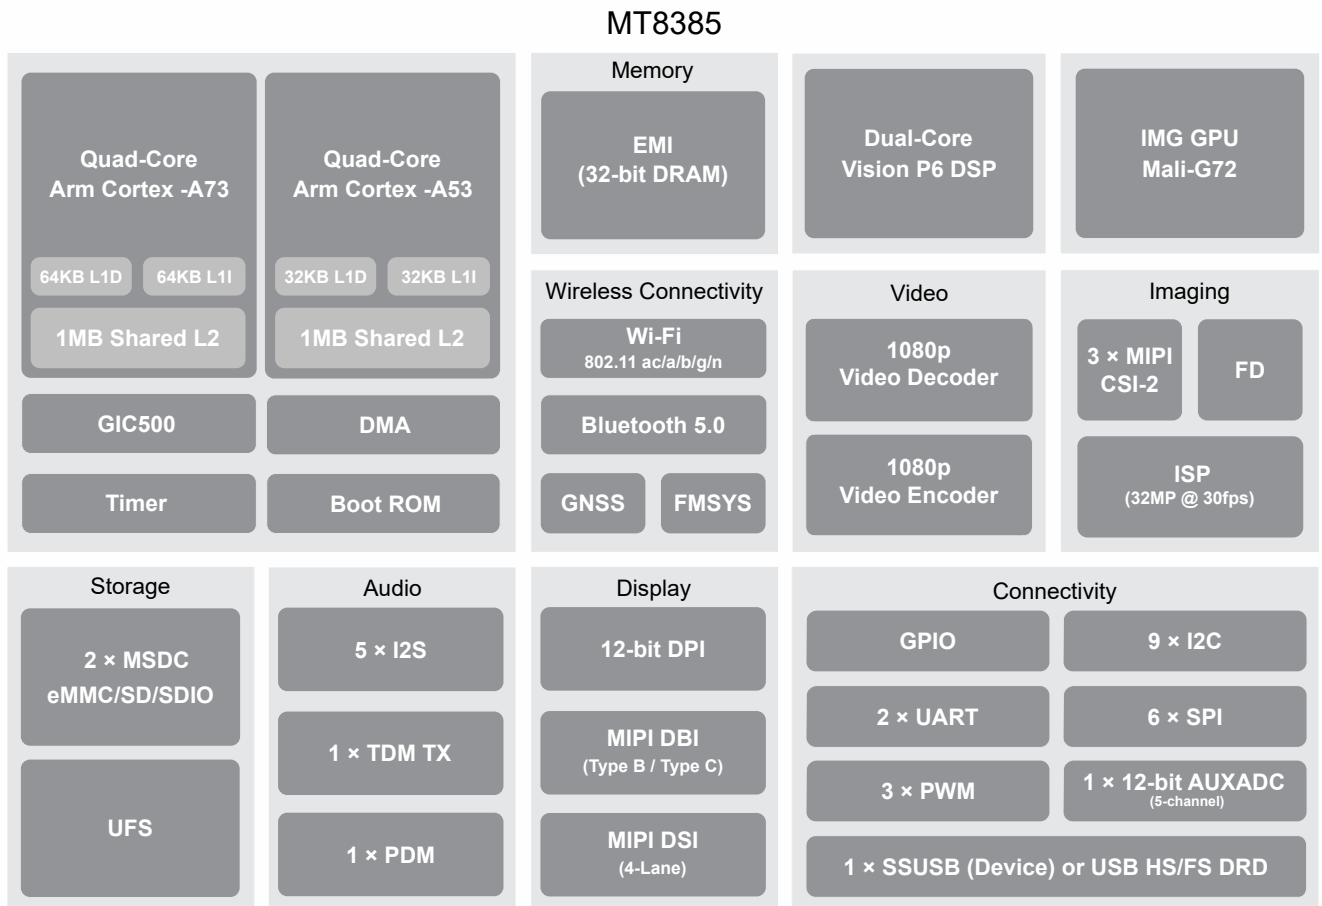 MT8385
Quad-Core
Arm Cortex -A73
64KB L1D
64KB L1I
1MB Shared L2
Quad-Core
Arm Cortex -A53
32KB L1D
32KB L1I
1MB Shared L2
GIC500
DMA
Timer
Boot ROM
Memory
EMI
(32-bit DRAM)
Dual-Core
Vision P6 DSP
IMG GPU
Mali-G72
Wireless Connectivity
Wi-Fi
802.11 ac/a/b/g/n
Bluetooth 5.0
GNSS
FMSYS
Video
1080p
Video Decoder
1080p
Video Encoder
Imaging
3 × MIPI
CSI-2
FD
ISP
(32MP @ 30fps)
Storage
2 × MSDC
eMMC/SD/SDIO
UFS
Audio
5 × I2S
1 × TDM TX
1 × PDM
Display
12-bit DPI
MIPI DBI
(Type B / Type C)
MIPI DSI
(4-Lane)
Connectivity
GPIO
9 × I2C
2 × UART
6 × SPI
3 × PWM
1 × 12-bit AUXADC
(5-channel)
1 × SSUSB (Device) or USB HS/FS DRD